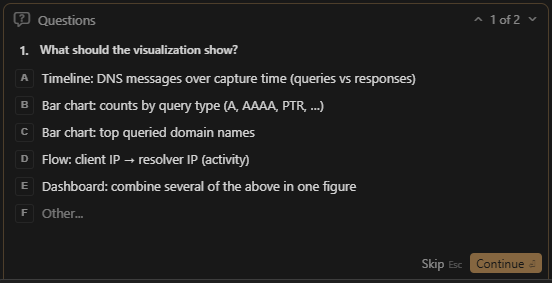 Questions
1 of 2
1. What should the visualization show?
A Timeline: DNS messages over capture time (queries vs responses)
B Bar chart: counts by query type (A, AAAA, PTR, ...)
C Bar chart: top queried domain names
D Flow: client IP → resolver IP (activity)
E Dashboard: combine several of the above in one figure
F Other...
Skip Esc Continue